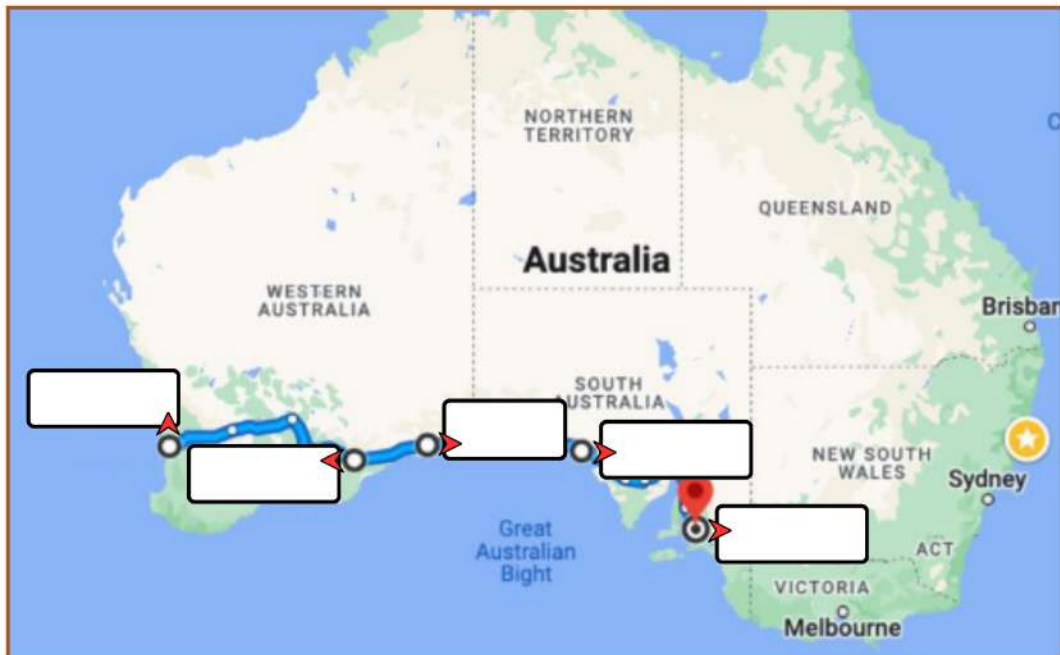 NORTHERN
TERRITORY
C
QUEENSLAND
Australia
WESTERN
AUSTRALIA
Brisban
SOUTH
AUSTRALIA
NEW SOUTH
WALES
Sydney
Great
Australian
Bight
ACT
VICTORIA
Melbourne